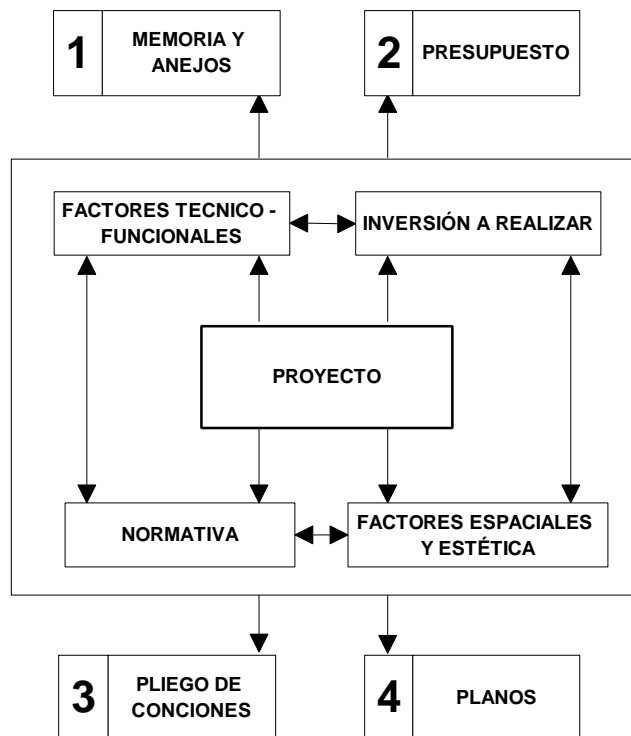 1
MEMORIA Y
ANEJOS
2
PRESUPUESTO
FACTORES TECNICO -
FUNCIONALES
INVERSIÓN A REALIZAR
PROYECTO
NORMATIVA
FACTORES ESPACIALES
Y ESTÉTICA
3
PLIEGO DE
CONCIONES
4
PLANOS